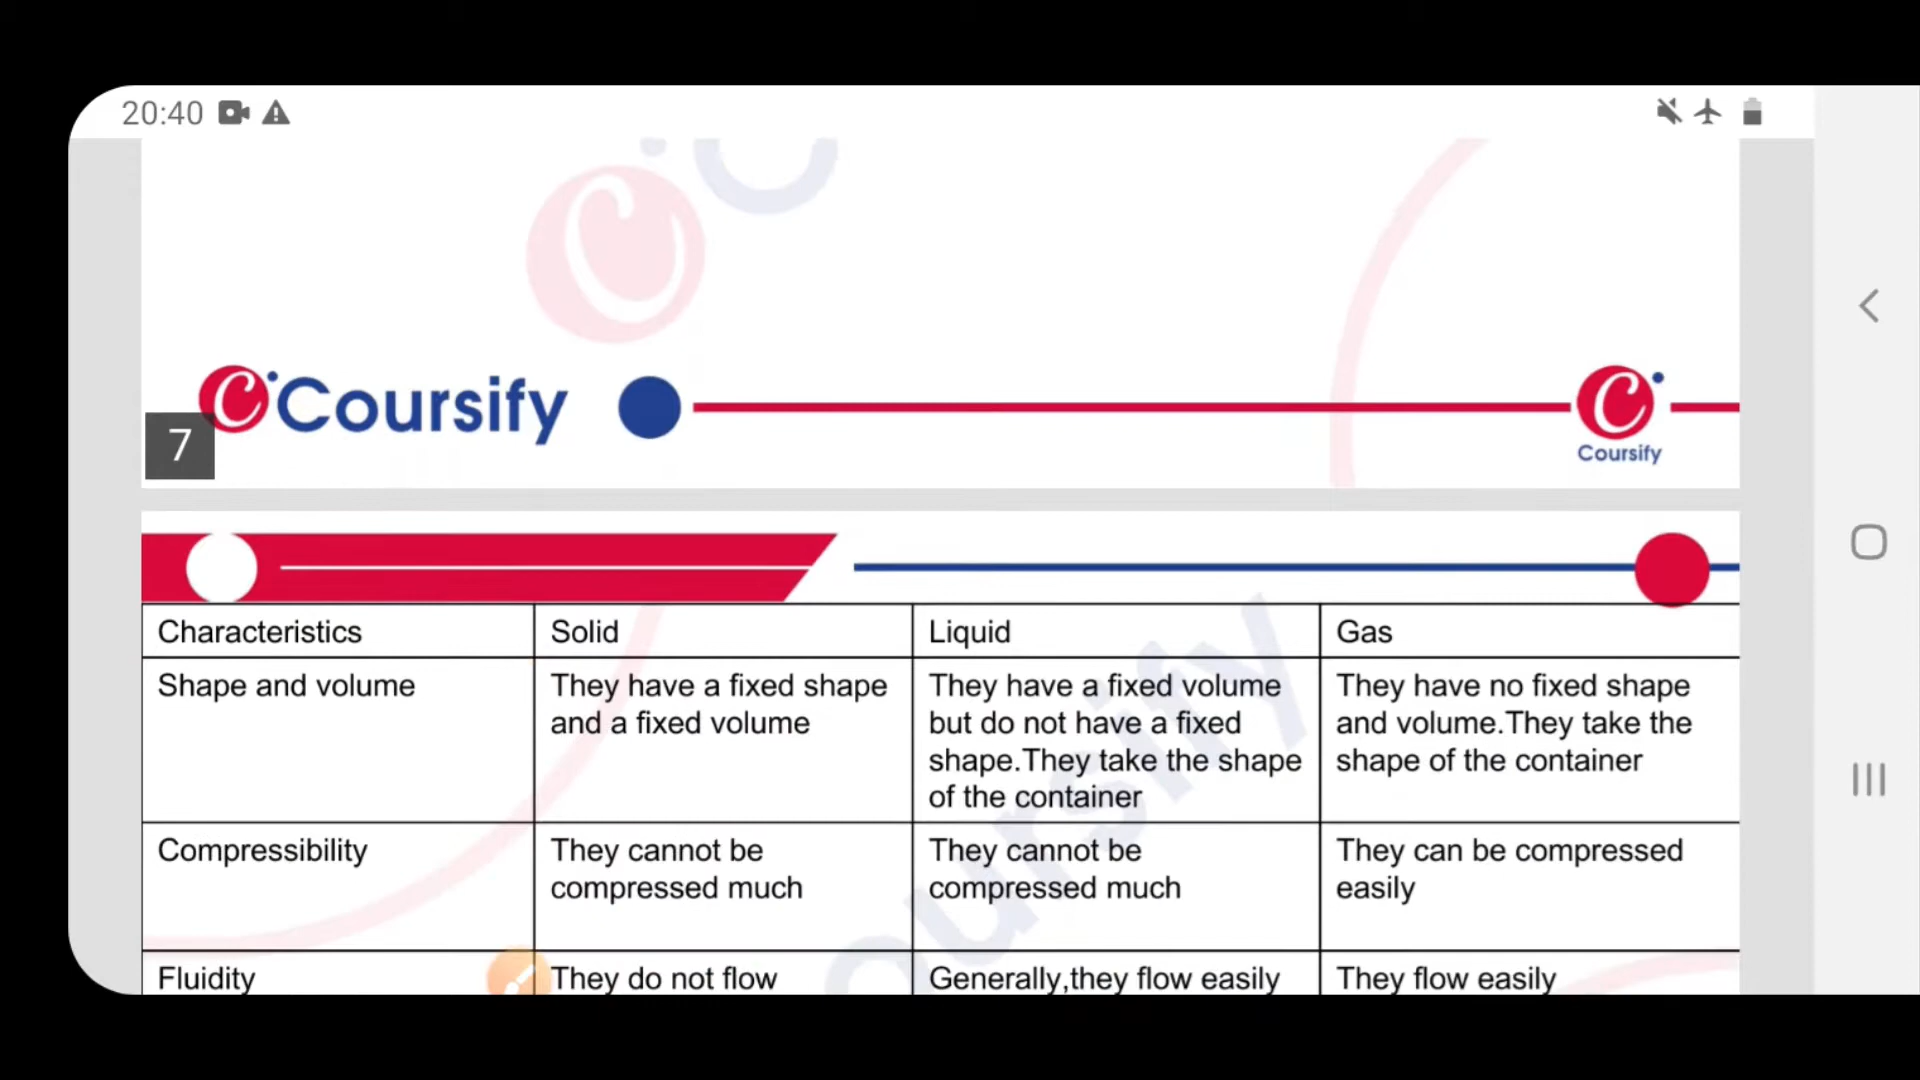 20:40
Coursify
7
Coursify
Characteristics
Solid
Liquid
Gas
Shape and volume
They have a fixed shape
and a fixed volume
They have a fixed volume
but do not have a fixed
shape.They take the shape
of the container
They have no fixed shape
and volume.They take the
shape of the container
Compressibility
They cannot be
compressed much
They cannot be
compressed much
They can be compressed
easily
Fluidity
They do not flow
Generally,they flow easily
They flow easily